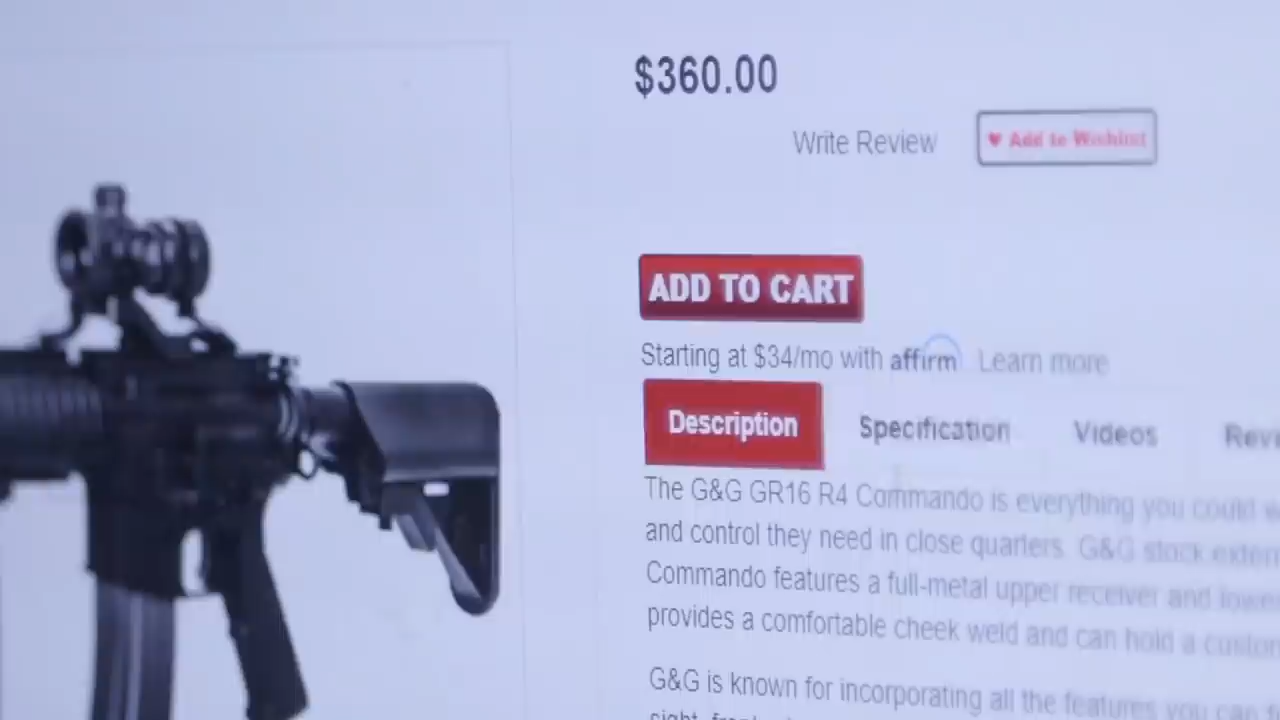 $360.00
Write Review
♥ Add to Wishlist
ADD TO CART
Starting at $34/mo with affirm Learn more
Description Specification Videos
The G&G GR16 R4 Commando is everything you could
and control they need in close quarters. G&G stock
Commando features a full-metal upper receiver and
provides a comfortable cheek weld and can hold a
G&G is known for incorporating all the features you can